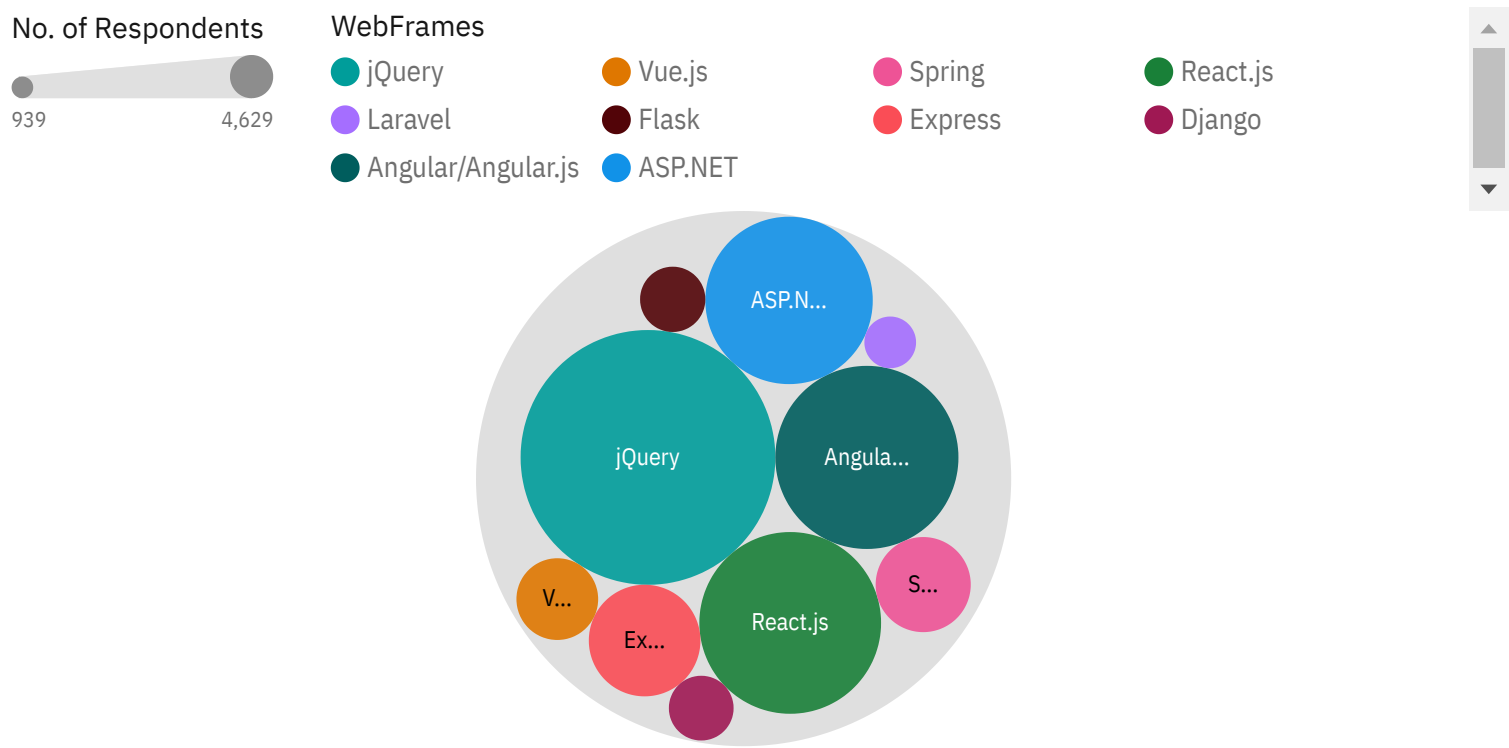 No. of Respondents
939
4,629
WebFrames
jQuery
Vue.js
Spring
React.js
Laravel
Flask
Express
Django
Angular/Angular.js
ASP.NET
ASP.N...
jQuery
Angula...
V...
Ex...
React.js
S...